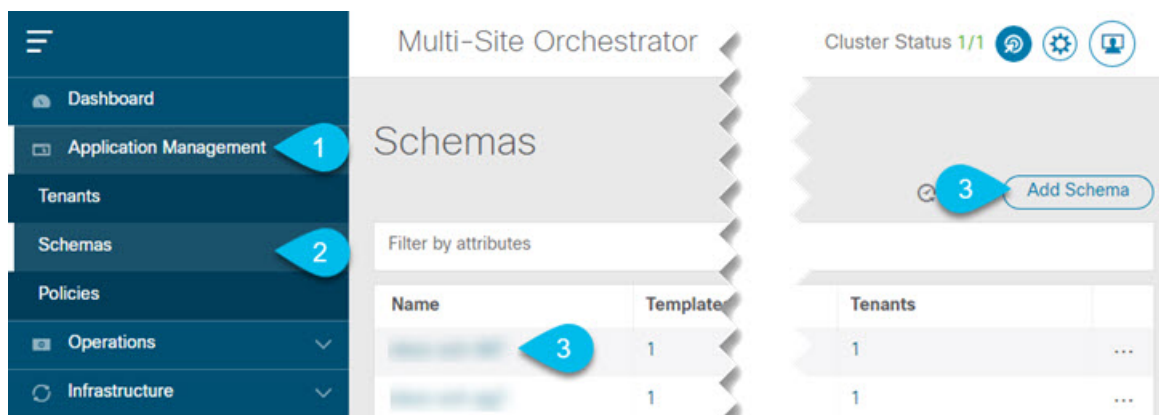 Multi-Site Orchestrator
Cluster Status 1/1
Dashboard
Application Management
1
Tenants
Schemas
2
Policies
Operations
Infrastructure
Schemas
3
Add Schema
Filter by attributes
Name Template Tenants
3 1 1 ...
1 1 ...